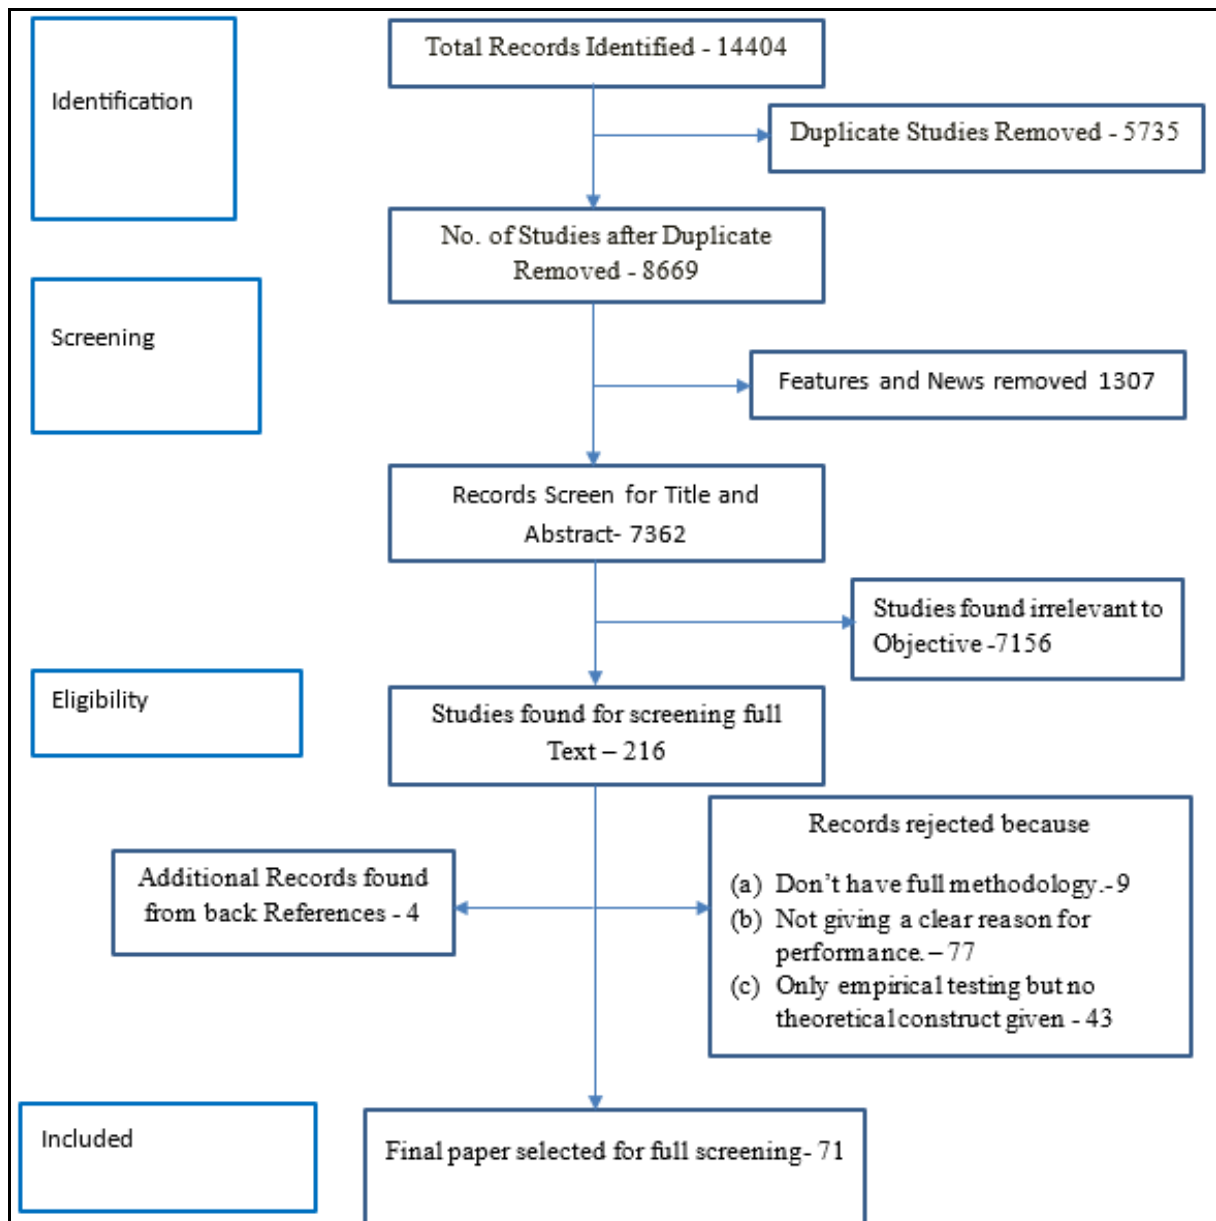 Identification
Total Records Identified - 14404
Duplicate Studies Removed - 5735
No. of Studies after Duplicate
Removed - 8669
Screening
Features and News removed 1307
Records Screen for Title and
Abstract- 7362
Studies found irrelevant to
Objective -7156
Eligibility
Studies found for screening full
Text – 216
Additional Records found
from back References - 4
Records rejected because
(a) Don’t have full methodology.- 9
(b) Not giving a clear reason for
performance. – 77
(c) Only empirical testing but no
theoretical construct given - 43
Included
Final paper selected for full screening- 71